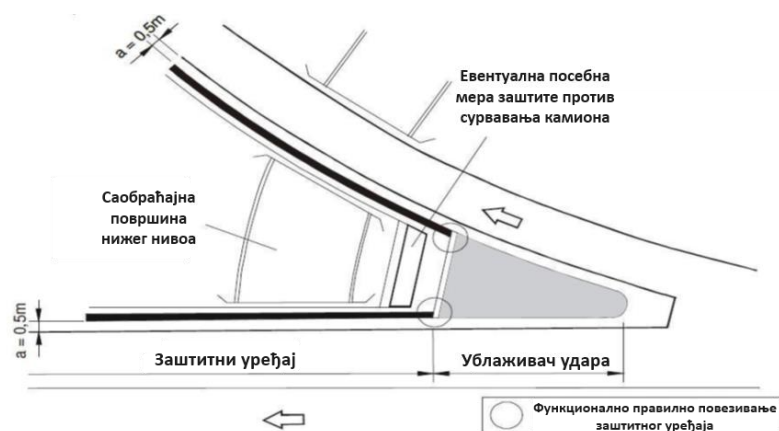 a = 0,5m
Евентуална посебна
мера заштите против
сурвавања камиона
Саобраћајна
површина
нижег нивоа
a = 0,5m
Заштитни уређај
Ублаживач удара
Функционално правилно повезивање
заштитног уређаја